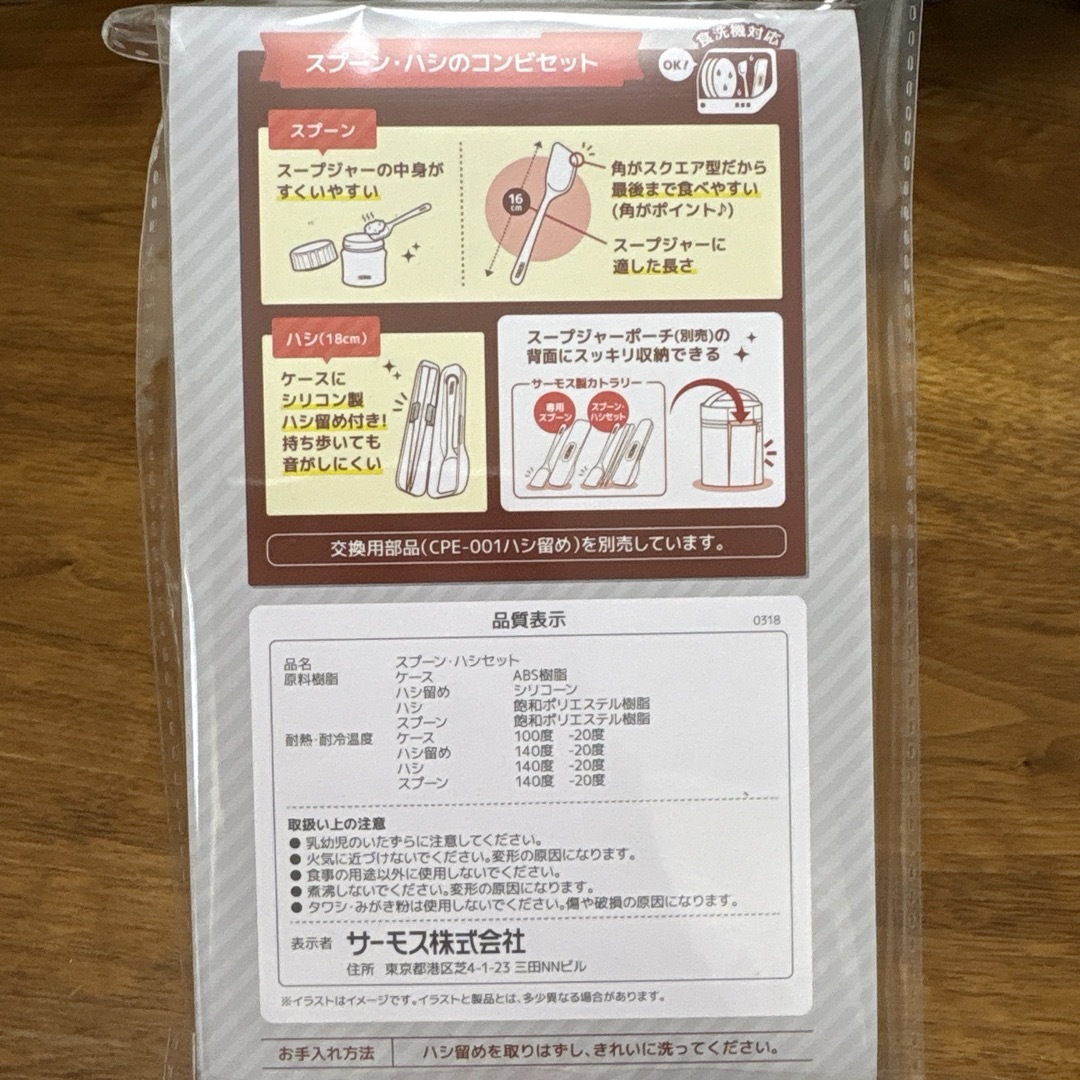 スプーン・ハシのコンビセット
OK!
食洗機対応
スプーン
スープジャーの中身が
すくいやすい
16
cm
角がスクエア型だから
最後まで食べやすい
(角がポイント♪)
スープジャーに
適した長さ
ハシ(18cm)
ケースに
シリコン製
ハシ留め付き!
持ち歩いても
音がしにくい
スープジャーポーチ(別売)の
背面にスッキリ収納できる
サーモス製カトラリー
専用
スプーン
スプーン・
ハシセット
交換用部品(CPE-001ハシ留め)を別売しています。
品質表示
0318
品名 スプーン・ハシセット
原料樹脂 ケース ABS樹脂
ハシ留め シリコーン
ハシ 飽和ポリエステル樹脂
スプーン 飽和ポリエステル樹脂
耐熱・耐冷温度 ケース 100度 -20度
ハシ留め 140度 -20度
ハシ 140度 -20度
スプーン 140度 -20度
取扱い上の注意
● 乳幼児のいたずらに注意してください。
● 火気に近づけないでください。変形の原因になります。
● 食事の用途以外に使用しないでください。
● 煮沸しないでください。変形の原因になります。
● タワシ・みがき粉は使用しないでください。傷や破損の原因になります。
表示者 サーモス株式会社
住所 東京都港区芝4-1-23 三田NNビル
※イラストはイメージです。イラストと製品とは、多少異なる場合があります。
お手入れ方法 ハシ留めを取りはずし、きれいに洗ってください。